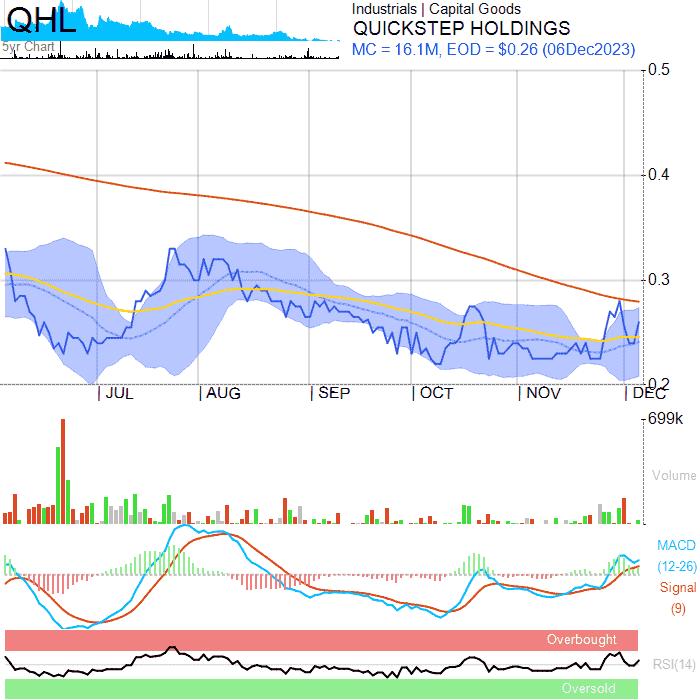 QHL
5yr Chart
Industrials | Capital Goods
QUICKSTEP HOLDINGS
MC = 16.1M, EOD = $0.26 (06Dec2023)
0.5
0.4
0.3
0.2
JUL AUG SEP OCT NOV DEC
699k
Volume
MACD
(12-26)
Signal
(9)
Overbought
RSI(14)
Oversold